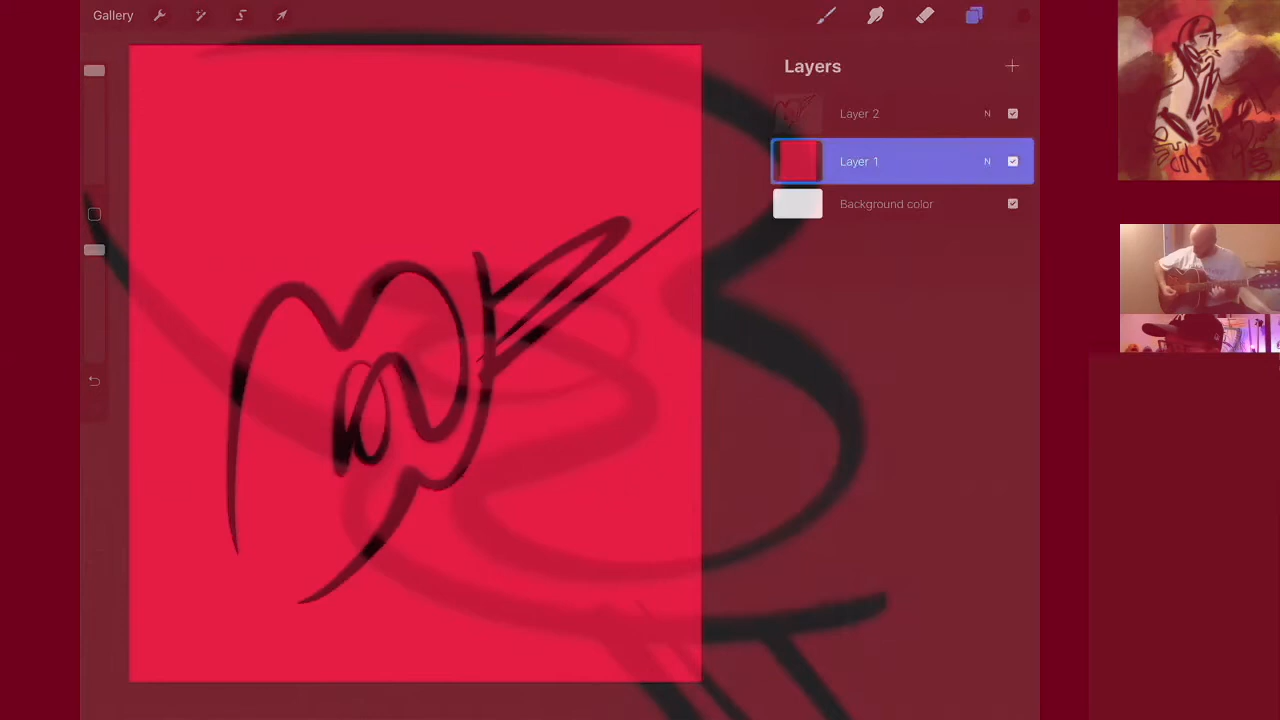 Gallery
Layers
Layer 2 N
Layer 1 N
Background color